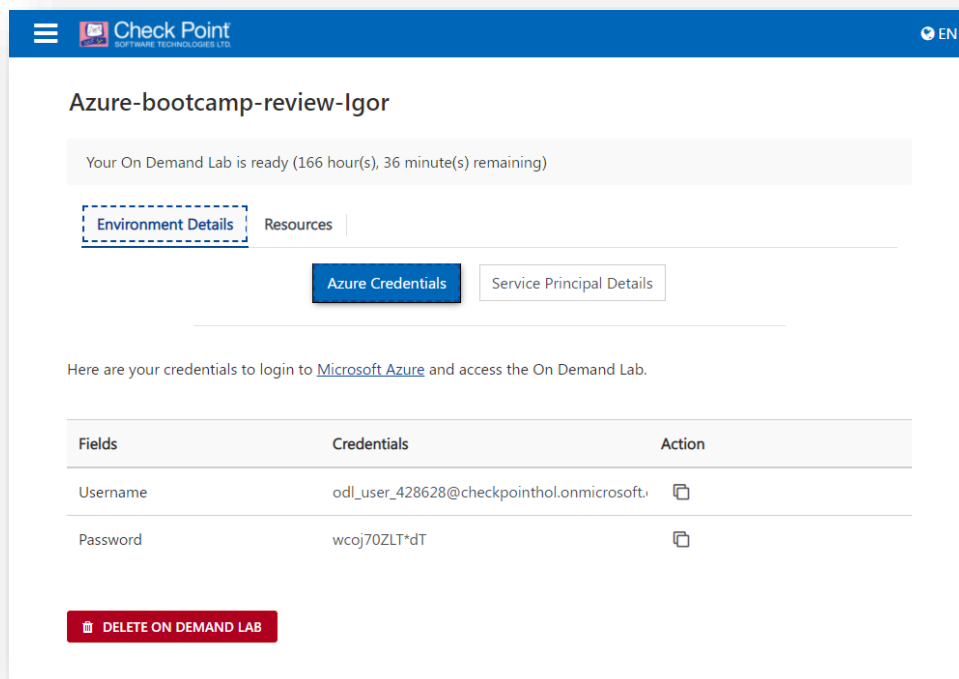 Check Point
SOFTWARE TECHNOLOGIES LTD.
EN
Azure-bootcamp-review-Igor
Your On Demand Lab is ready (166 hour(s), 36 minute(s) remaining)
Environment Details Resources
Azure Credentials Service Principal Details
Here are your credentials to login to Microsoft Azure and access the On Demand Lab.
Fields Credentials Action
Username odl_user_428628@checkpointhol.onmicrosoft.
Password wcoj70ZLT*dT
DELETE ON DEMAND LAB